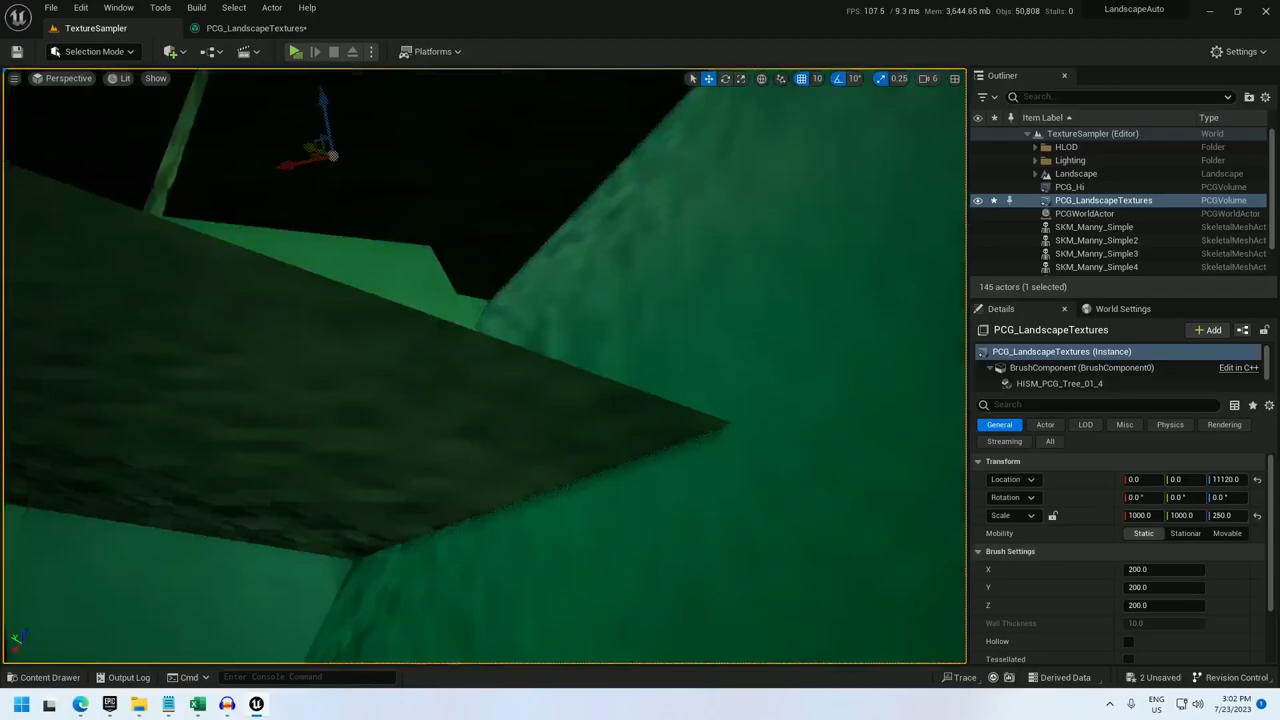 File Edit Window Tools Build Select Actor Help
FPS: 107.5 / 9.3 ms Mem: 3,644.65 mb Objs: 50,808 Stalls: 0
LandscapeAuto
TextureSampler
PCG_LandscapeTextures*
Selection Mode
Platforms
Settings
Perspective
Lit
Show
10
10°
0.25
6
Outliner
Search...
Item Label
Type
TextureSampler (Editor) World
HLOD Folder
Lighting Folder
Landscape Landscape
PCG_Hi PCGVolume
PCG_LandscapeTextures PCGVolume
PCGWorldActor PCGWorldActor
SKM_Manny_Simple SkeletalMeshAct
SKM_Manny_Simple2 SkeletalMeshAct
SKM_Manny_Simple3 SkeletalMeshAct
SKM_Manny_Simple4 SkeletalMeshAct
145 actors (1 selected)
Details
World Settings
PCG_LandscapeTextures
Add
PCG_LandscapeTextures (Instance)
BrushComponent (BrushComponent0) Edit in C++
HISM_PCG_Tree_01_4
Search
General Actor LOD Misc Physics Rendering
Streaming All
Transform
Location 0.0 0.0 11120.0
Rotation 0.0 ° 0.0 ° 0.0 °
Scale 1000.0 1000.0 250.0
Mobility Static Stationar Movable
Brush Settings
X 200.0
Y 200.0
Z 200.0
Wall Thickness 10.0
Hollow
Tessellated
Content Drawer
Output Log
Cmd
Enter Console Command
Trace
Derived Data
2 Unsaved
Revision Control
ENG
US
3:02 PM
7/23/2023